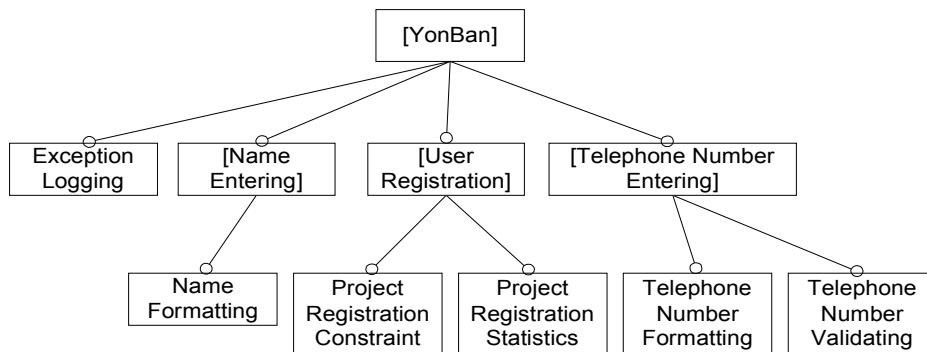 [YonBan]
Exception
Logging
[Name
Entering]
[User
Registration]
[Telephone Number
Entering]
Name
Formatting
Project
Registration
Constraint
Project
Registration
Statistics
Telephone
Number
Formatting
Telephone
Number
Validating